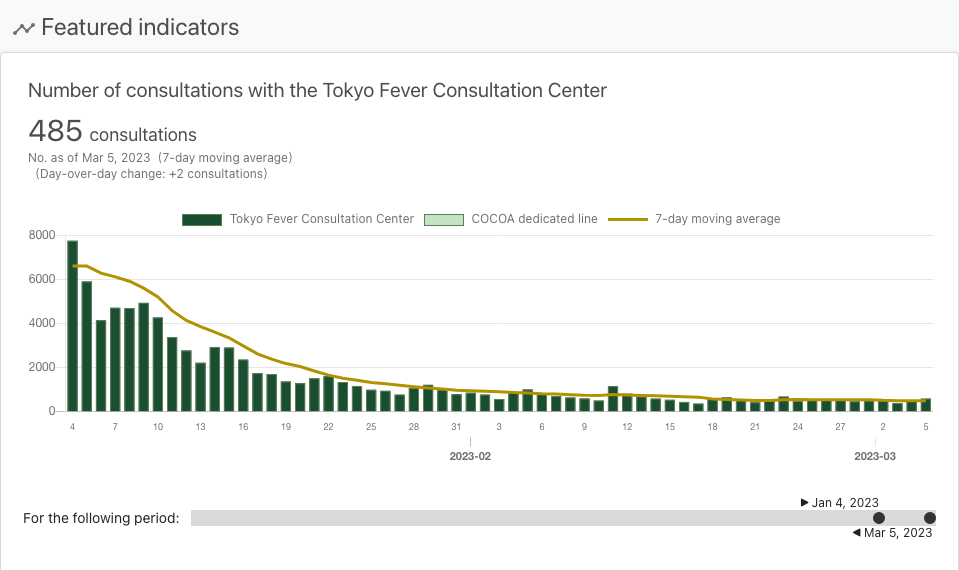 Featured indicators
Number of consultations with the Tokyo Fever Consultation Center
485 consultations
No. as of Mar 5, 2023 (7-day moving average)
(Day-over-day change: +2 consultations)
Tokyo Fever Consultation Center COCOA dedicated line 7-day moving average
8000
6000
4000
2000
0
4 7 10 13 16 19 22 25 28 31 3 6 9 12 15 18 21 24 27 2 5
2023-02 2023-03
▶ Jan 4, 2023
For the following period:
◀ Mar 5, 2023